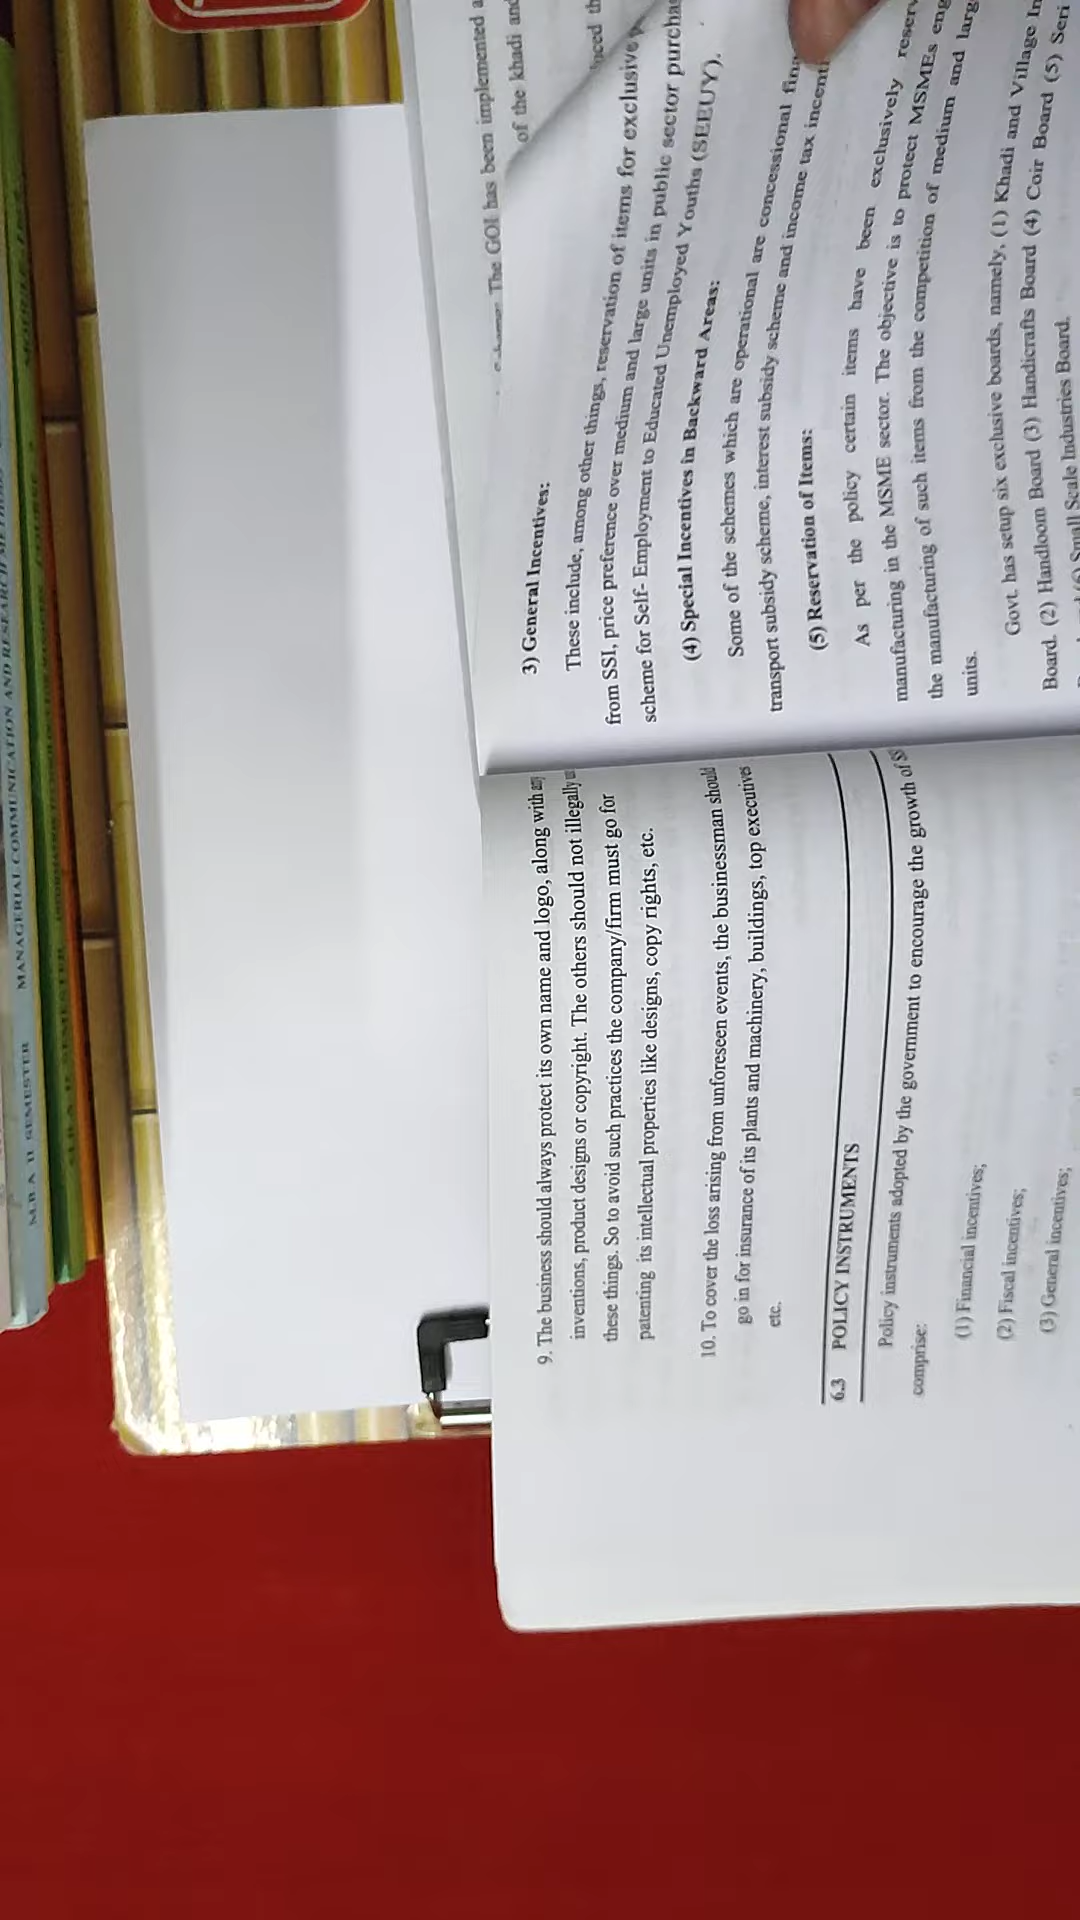 M.B.A II SEMESTER MANAGERIAL COMMUNICATION AND RESEARCH METHODS
9. The business should always protect its own name and logo, along with any
inventions, product designs or copyright. The others should not illegally
these things. So to avoid such practices the company/firm must go for
patenting its intellectual properties like designs, copy rights, etc.
10. To cover the loss arising from unforeseen events, the businessman should
go in for insurance of its plants and machinery, buildings, top executives
etc.
6.3 POLICY INSTRUMENTS
Policy instruments adopted by the government to encourage the growth of
comprise:
(1) Financial incentives;
(2) Fiscal incentives;
(3) General incentives;
The GOI has been implemented
of the khadi and
3) General Incentives:
These include, among other things, reservation of items for exclusive
from SSI, price preference over medium and large units in public sector
scheme for Self- Employment to Educated Unemployed Youths (SEEUY).
(4) Special Incentives in Backward Areas:
Some of the schemes which are operational are concessional
transport subsidy scheme, interest subsidy scheme and income tax
(5) Reservation of Items:
As per the policy certain items have been exclusively
manufacturing in the MSME sector. The objective is to protect MSMEs
the manufacturing of such items from the competition of medium and
units.
Govt. has setup six exclusive boards, namely, (1) Khadi and Village
Board. (2) Handloom Board (3) Handicrafts Board (4) Coir Board (5)
Small Scale Industries Board.